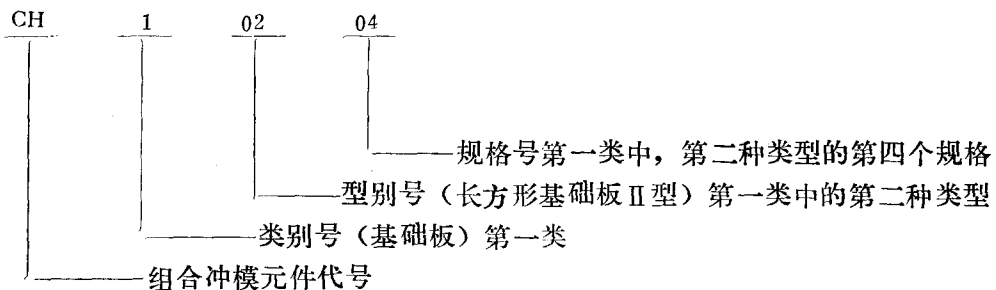 CH 1 02 04
规格号第一类中，第二种类型的第四个规格
型别号（长方形基础板Ⅱ型）第一类中的第二种类型
类别号（基础板）第一类
组合冲模元件代号